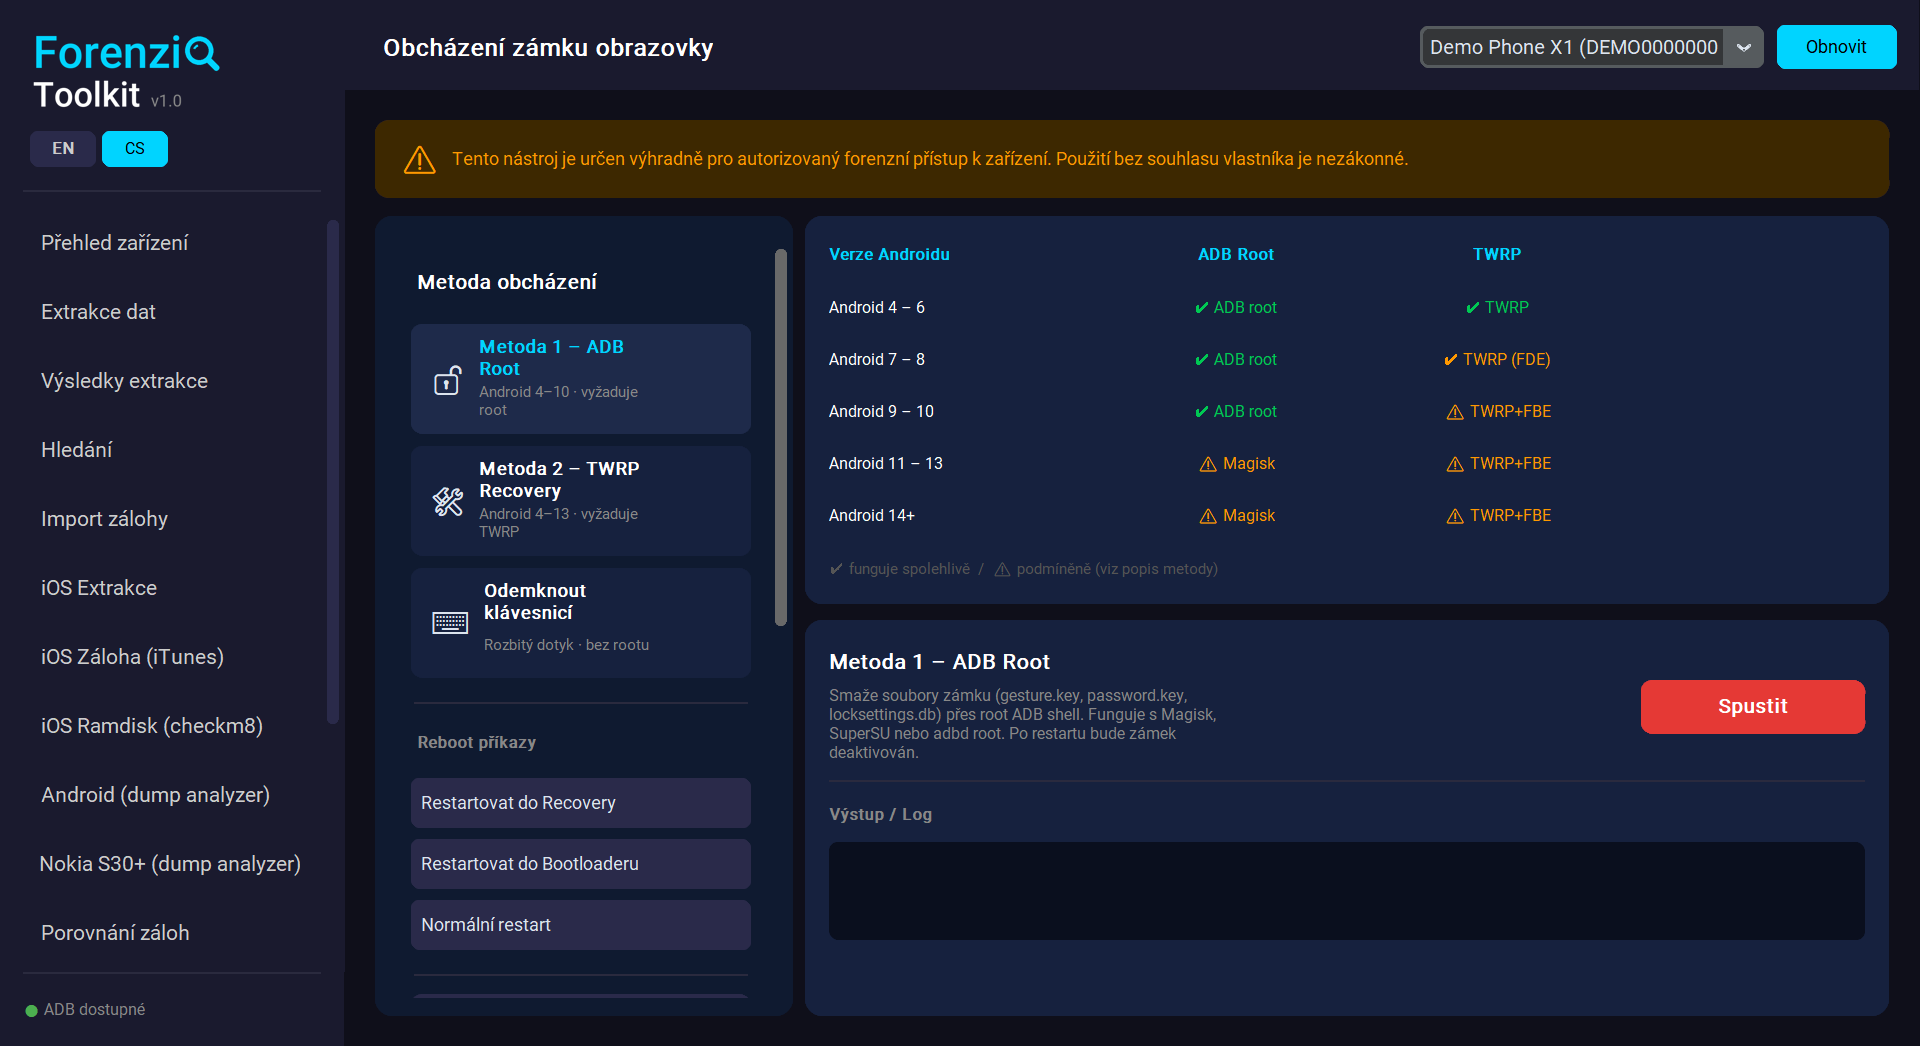 Forenzi
Toolkit v1.0
EN
CS
Přehled zařízení
Extrakce dat
Výsledky extrakce
Hledání
Import zálohy
iOS Extrakce
iOS Záloha (iTunes)
iOS Ramdisk (checkm8)
Android (dump analyzer)
Nokia S30+ (dump analyzer)
Porovnání záloh
ADB dostupné
Obcházení zámku obrazovky
Demo Phone X1 (DEMO0000000
Obnovit
Tento nástroj je určen výhradně pro autorizovaný forenzní přístup k zařízení. Použití bez souhlasu vlastníka je nezákonné.
Metoda obcházení
Metoda 1 – ADB
Root
Android 4–10 · vyžaduje
root
Metoda 2 – TWRP
Recovery
Android 4–13 · vyžaduje
TWRP
Odemknout
klávesnicí
Rozbitý dotyk · bez rootu
Reboot příkazy
Restartovat do Recovery
Restartovat do Bootloaderu
Normální restart
Verze Androidu ADB Root TWRP
Android 4 – 6 ✔ ADB root ✔ TWRP
Android 7 – 8 ✔ ADB root ✔ TWRP (FDE)
Android 9 – 10 ✔ ADB root ⚠ TWRP+FBE
Android 11 – 13 ⚠ Magisk ⚠ TWRP+FBE
Android 14+ ⚠ Magisk ⚠ TWRP+FBE
✔ funguje spolehlivě / ⚠ podmíněně (viz popis metody)
Metoda 1 – ADB Root
Smaže soubory zámku (gesture.key, password.key,
locksettings.db) přes root ADB shell. Funguje s Magisk,
SuperSU nebo adbd root. Po restartu bude zámek
deaktivován.
Spustit
Výstup / Log